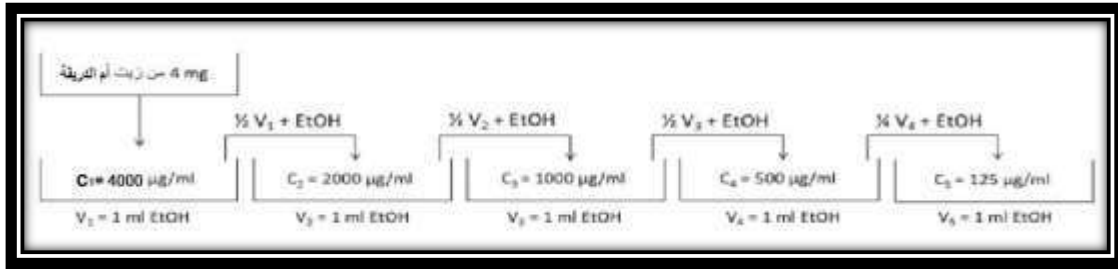 4 mg من زيت أم الدريقة
½ V₁ + EtOH
½ V₂ + EtOH
½ V₃ + EtOH
¼ V₄ + EtOH
C₁= 4000 µg/ml
C₂ = 2000 µg/ml
C₃ = 1000 µg/ml
C₄ = 500 µg/ml
C₅ = 125 µg/ml
V₁ = 1 ml EtOH
V₂ = 1 ml EtOH
V₃ = 1 ml EtOH
V₄ = 1 ml EtOH
V₅ = 1 ml EtOH